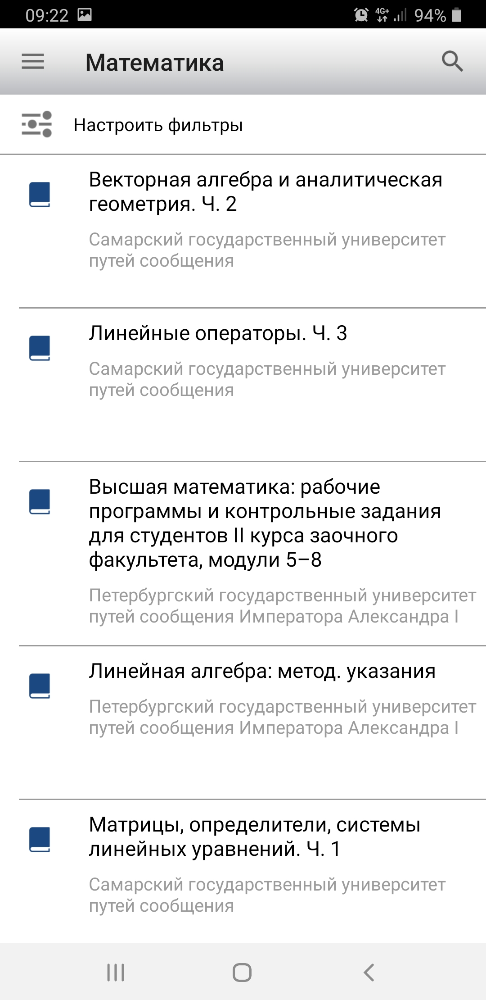 09:22
4G+
94%
Математика
Настроить фильтры
Векторная алгебра и аналитическая
геометрия. Ч. 2
Самарский государственный университет
путей сообщения
Линейные операторы. Ч. 3
Самарский государственный университет
путей сообщения
Высшая математика: рабочие
программы и контрольные задания
для студентов II курса заочного
факультета, модули 5–8
Петербургский государственный университет
путей сообщения Императора Александра I
Линейная алгебра: метод. указания
Петербургский государственный университет
путей сообщения Императора Александра I
Матрицы, определители, системы
линейных уравнений. Ч. 1
Самарский государственный университет
путей сообщения